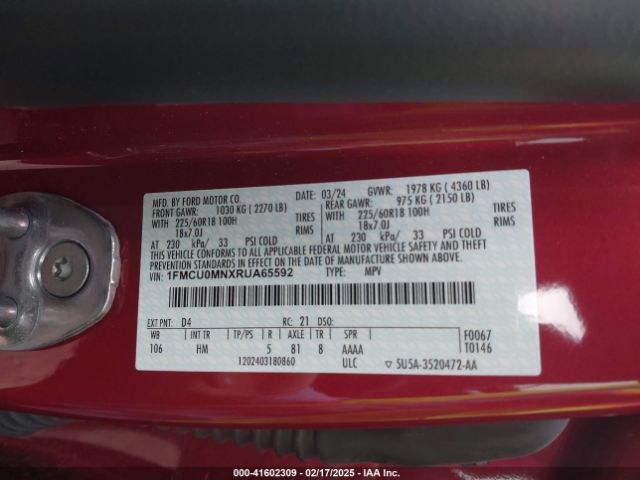 MFD. BY FORD MOTOR CO. 03/24 GVWR: 1978 KG ( 4360 LB)
FRONT GAWR: 1030 KG ( 2270 LB) REAR GAWR: 975 KG ( 2150 LB)
WITH 225/60R18 100H TIRES WITH 225/60R18 100H TIRES
18x7.0J RIMS 18x7.0J RIMS
AT 230 kPa/ 33 PSI COLD AT 230 kPa/ 33 PSI COLD
THIS VEHICLE CONFORMS TO ALL APPLICABLE FEDERAL MOTOR VEHICLE SAFETY AND THEFT PREVENTION STANDARDS IN EFFECT ON THE DATE OF MANUFACTURE SHOWN ABOVE.
VIN: 1FMCU0MNXRUA65592 TYPE: MPV
EXT PNT: D4 RC: 21 DSO: F0067
WB INT TR TP/PS R AXLE TR SPR T0146
106 HM 5 81 8 AAAA
1202403180860 ULC ▽ 5U5A-3520472-AA
000-41602309 - 02/17/2025 - IAA Inc.